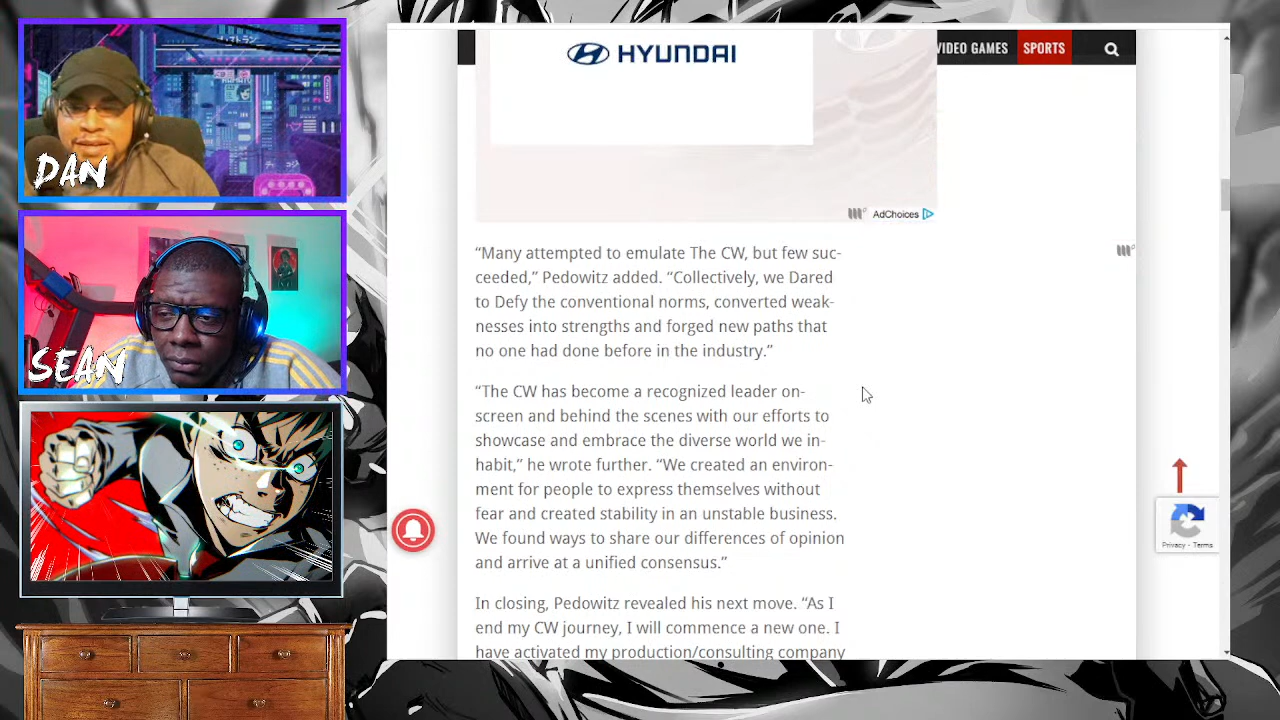 DAN
SEAN
HYUNDAI
VIDEO GAMES
SPORTS
AdChoices
“Many attempted to emulate The CW, but few suc-
ceeded,” Pedowitz added. “Collectively, we Dared
to Defy the conventional norms, converted weak-
nesses into strengths and forged new paths that
no one had done before in the industry.”
“The CW has become a recognized leader on-
screen and behind the scenes with our efforts to
showcase and embrace the diverse world we in-
habit,” he wrote further. “We created an environ-
ment for people to express themselves without
fear and created stability in an unstable business.
We found ways to share our differences of opinion
and arrive at a unified consensus.”
In closing, Pedowitz revealed his next move. “As I
end my CW journey, I will commence a new one. I
have activated my production/consulting company
Privacy - Terms